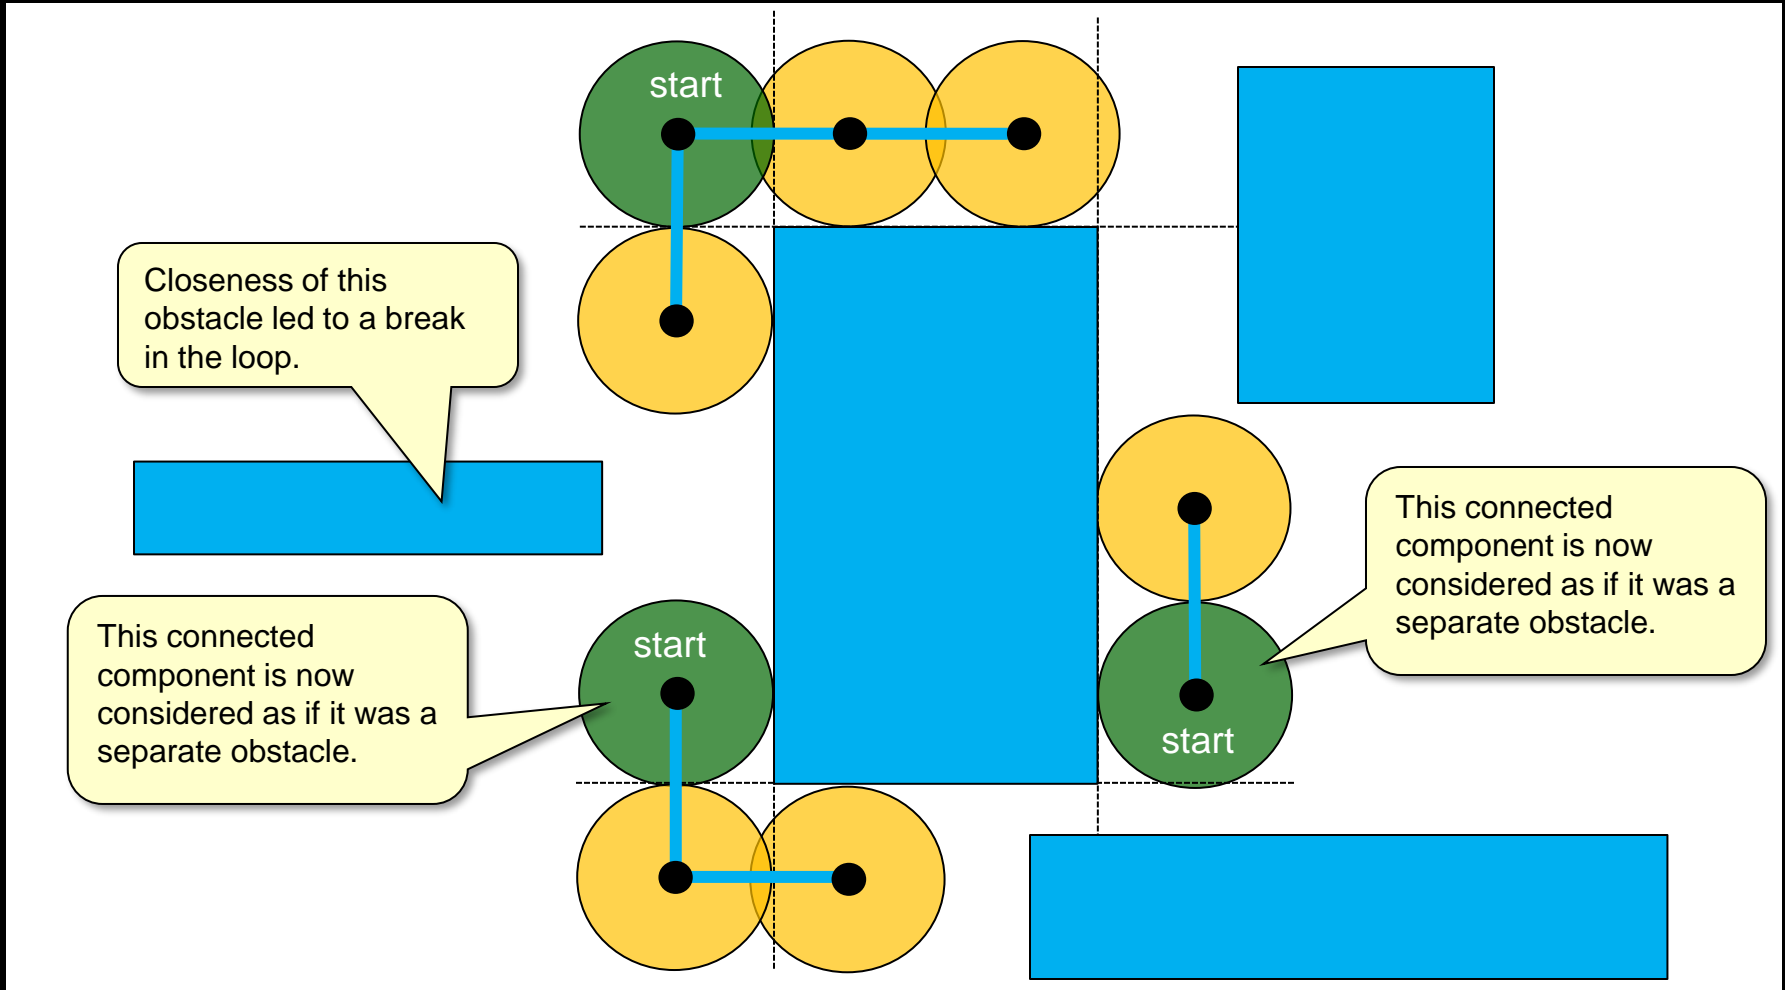 start
Closeness of this
obstacle led to a break
in the loop.
This connected
component is now
considered as if it was a
separate obstacle.
This connected
component is now
considered as if it was a
separate obstacle.
start
start